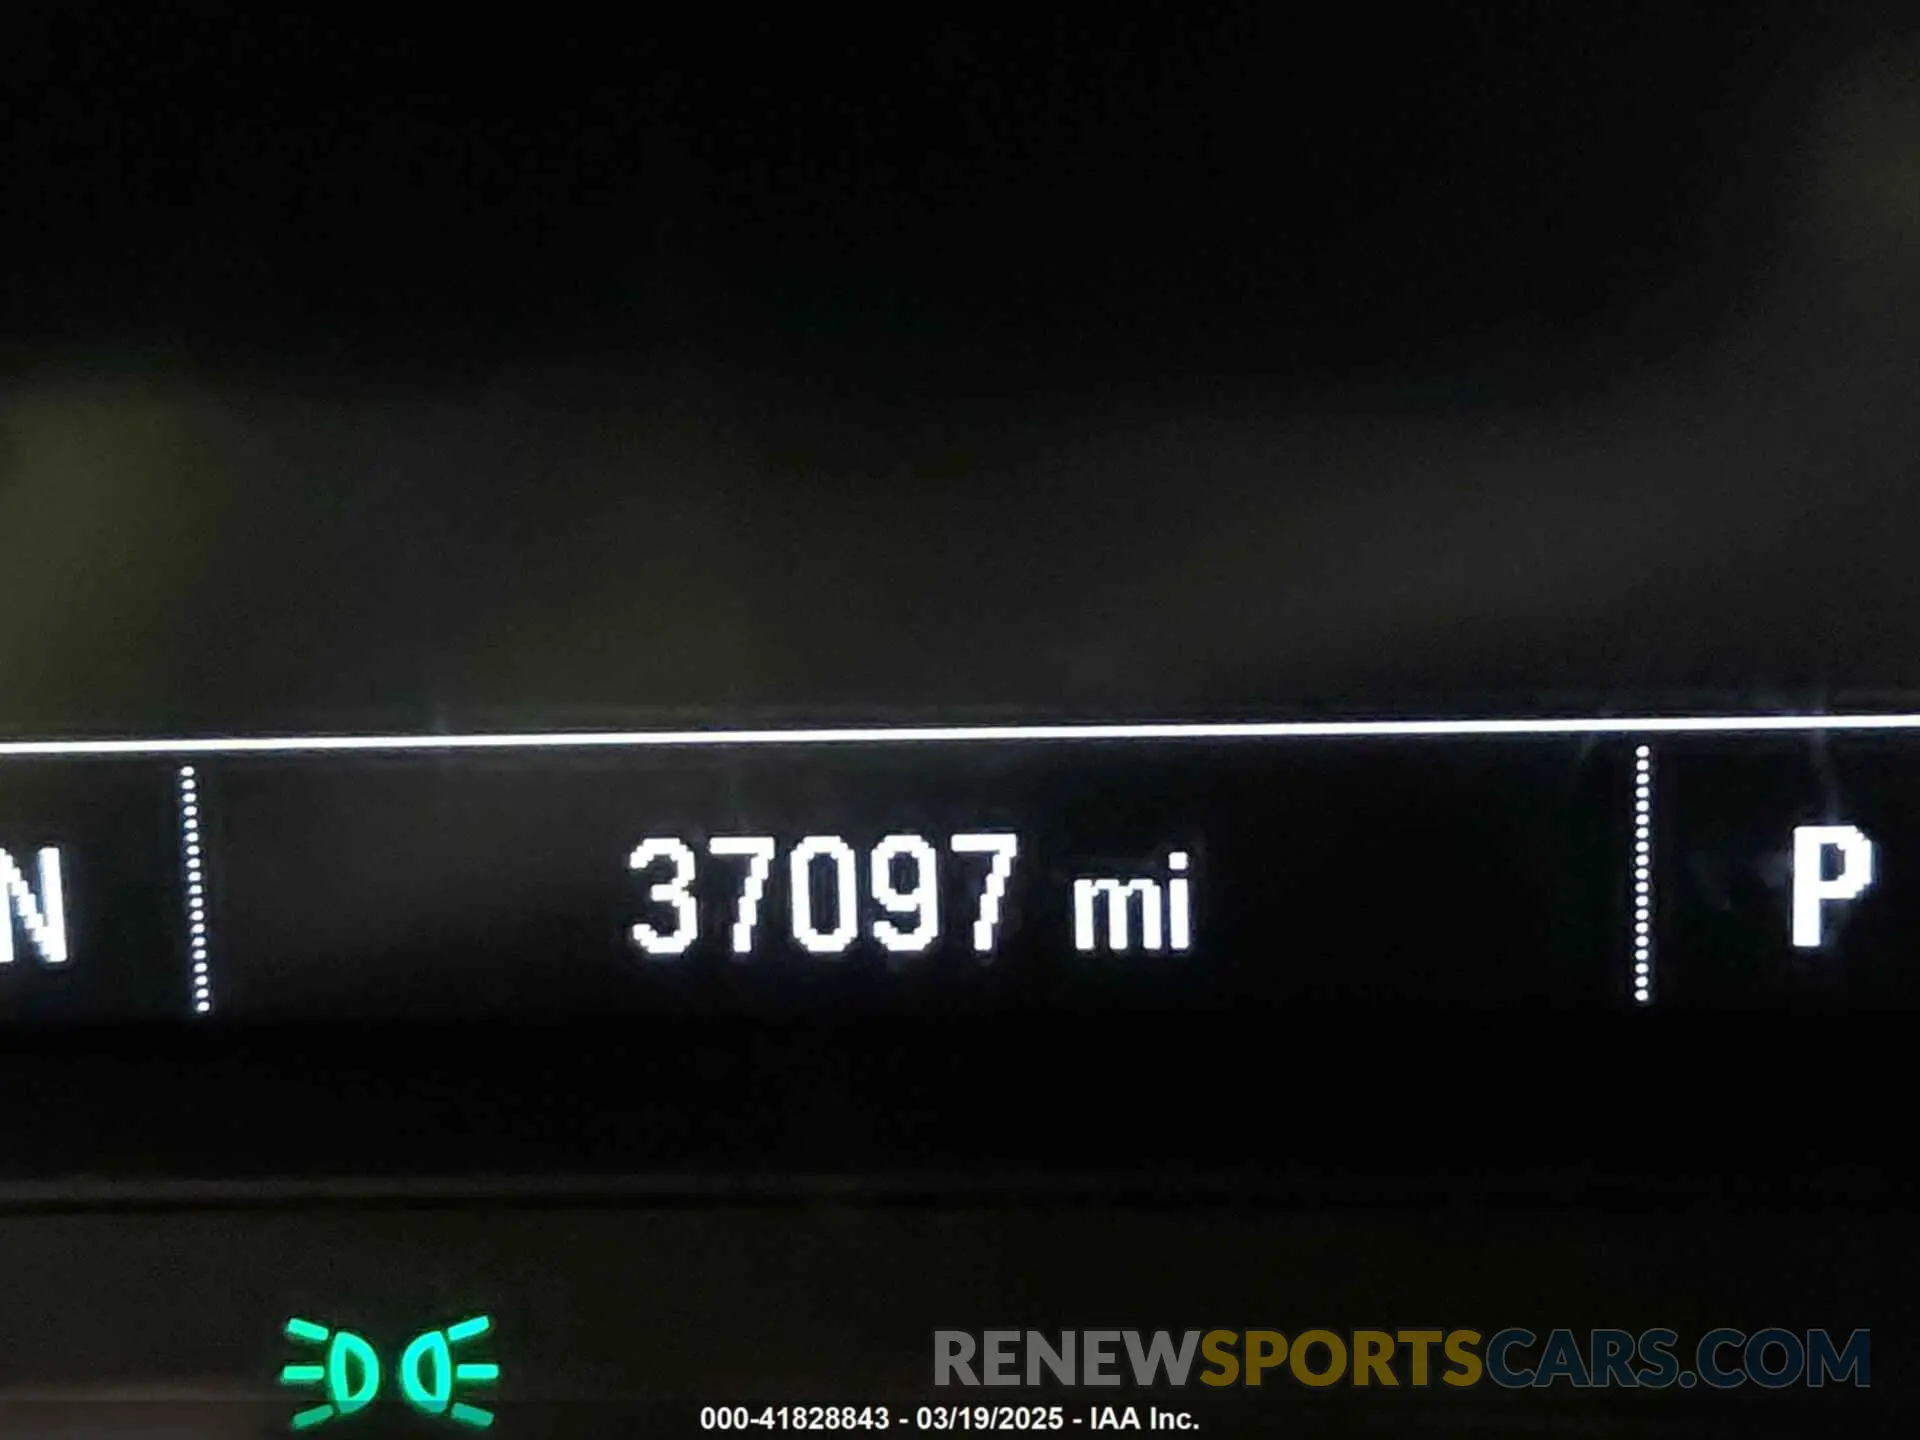 N 37097 mi P
RENEWSPORTSCARS.COM
000-41828843 - 03/19/2025 - IAA Inc.